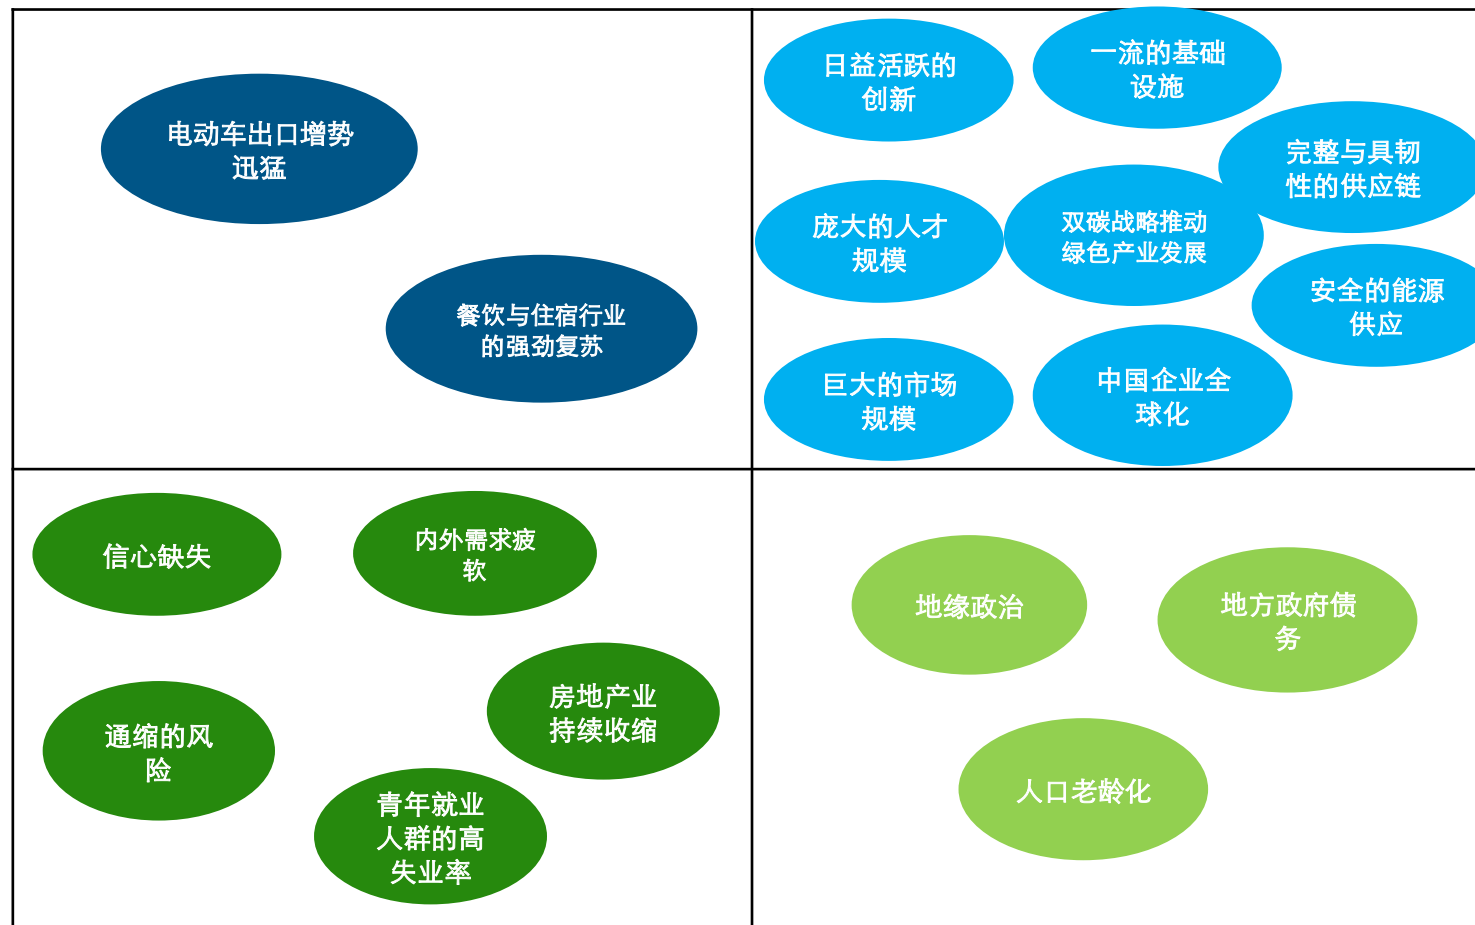 电动车出口增势
迅猛
餐饮与住宿行业
的强劲复苏
日益活跃的
创新
一流的基础
设施
完整与具韧
性的供应链
庞大的人才
规模
双碳战略推动
绿色产业发展
安全的能源
供应
巨大的市场
规模
中国企业全
球化
信心缺失
内外需求疲
软
房地产业
持续收缩
通缩的风
险
青年就业
人群的高
失业率
地缘政治
地方政府债
务
人口老龄化